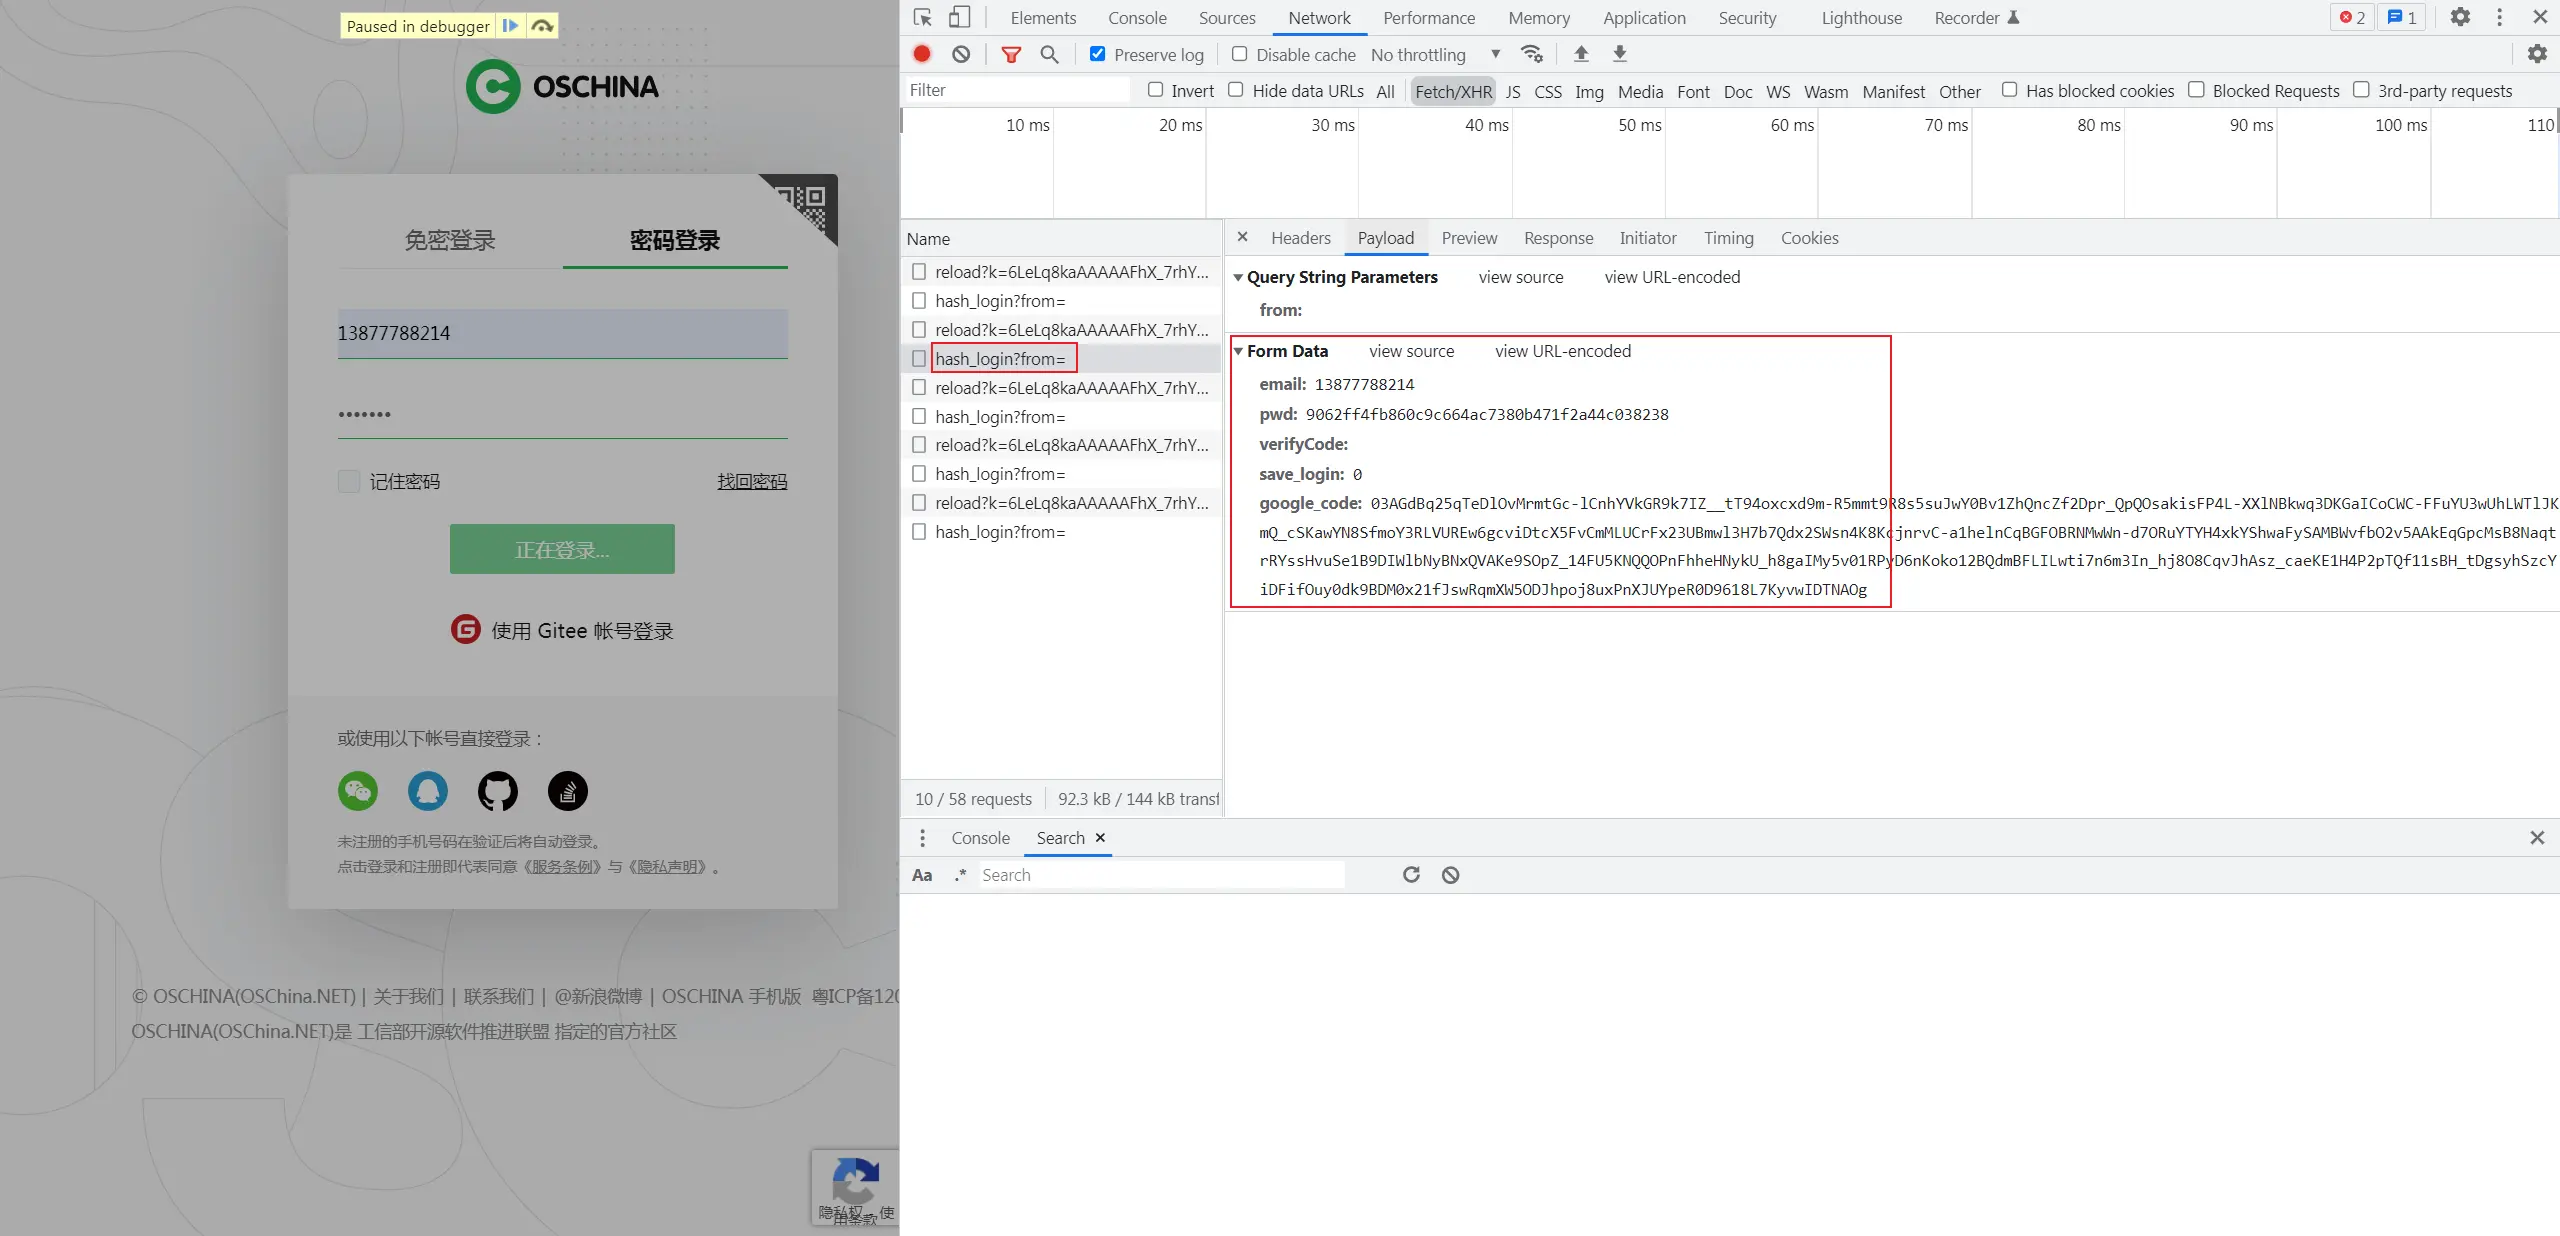 Paused in debugger
OSCHINA
免密登录
密码登录
13877788214
•••••••
记住密码
找回密码
正在登录...
使用 Gitee 帐号登录
或使用以下帐号直接登录：
未注册的手机号码在验证后将自动登录。
点击登录和注册即代表同意《服务条例》与《隐私声明》。
© OSCHINA(OSChina.NET) | 关于我们 | 联系我们 | @新浪微博 | OSCHINA 手机版 粤ICP备120
OSCHINA(OSChina.NET)是 工信部开源软件推进联盟 指定的官方社区
隐私权 - 使
用条款
Elements Console Sources Network Performance Memory Application Security Lighthouse Recorder 2 1
Preserve log Disable cache No throttling
Filter Invert Hide data URLs All Fetch/XHR JS CSS Img Media Font Doc WS Wasm Manifest Other Has blocked cookies Blocked Requests 3rd-party requests
10 ms 20 ms 30 ms 40 ms 50 ms 60 ms 70 ms 80 ms 90 ms 100 ms 110
Name
reload?k=6LeLq8kaAAAAAFhX_7rhY...
hash_login?from=
reload?k=6LeLq8kaAAAAAFhX_7rhY...
hash_login?from=
reload?k=6LeLq8kaAAAAAFhX_7rhY...
hash_login?from=
reload?k=6LeLq8kaAAAAAFhX_7rhY...
hash_login?from=
reload?k=6LeLq8kaAAAAAFhX_7rhY...
hash_login?from=
10 / 58 requests 92.3 kB / 144 kB transf
Headers Payload Preview Response Initiator Timing Cookies
Query String Parameters view source view URL-encoded
from:
Form Data view source view URL-encoded
email: 13877788214
pwd: 9062ff4fb860c9c664ac7380b471f2a44c038238
verifyCode:
save_login: 0
google_code: 03AGdBq25qTeDlOvMrmtGc-lCnhYVkGR9k7IZ__tT94oxcxd9m-R5mmt9R8s5suJwY0Bv1ZhQncZf2Dpr_QpQOsakisFP4L-XXlNBkwq3DKGaICoCWC-FFuYU3wUhLWTlJK
mQ_cSKawYN8SfmoY3RLVUREw6gcviDtcX5FvCmMLUCrFx23UBmwl3H7b7Qdx2SWsn4K8KcjnrvC-a1helnCqBGFOBRNMwWn-d7ORuYTYH4xkYShwaFySAMBWvfbO2v5AAkEqGpcMsB8Naqt
rRYssHvuSe1B9DIWlbNyBNxQVAKe9SOpZ_14FU5KNQQOPnFhheHNykU_h8gaIMy5v01RPyD6nKoko12BQdmBFLILwti7n6m3In_hj8O8CqvJhAsz_caeKE1H4P2pTQf11sBH_tDgsyhSzcY
iDFifOuy0dk9BDM0x21fJswRqmXW5ODJhpoj8uxPnXJUYpeR0D9618L7KyvwIDTNAOg
Console Search
Aa .* Search